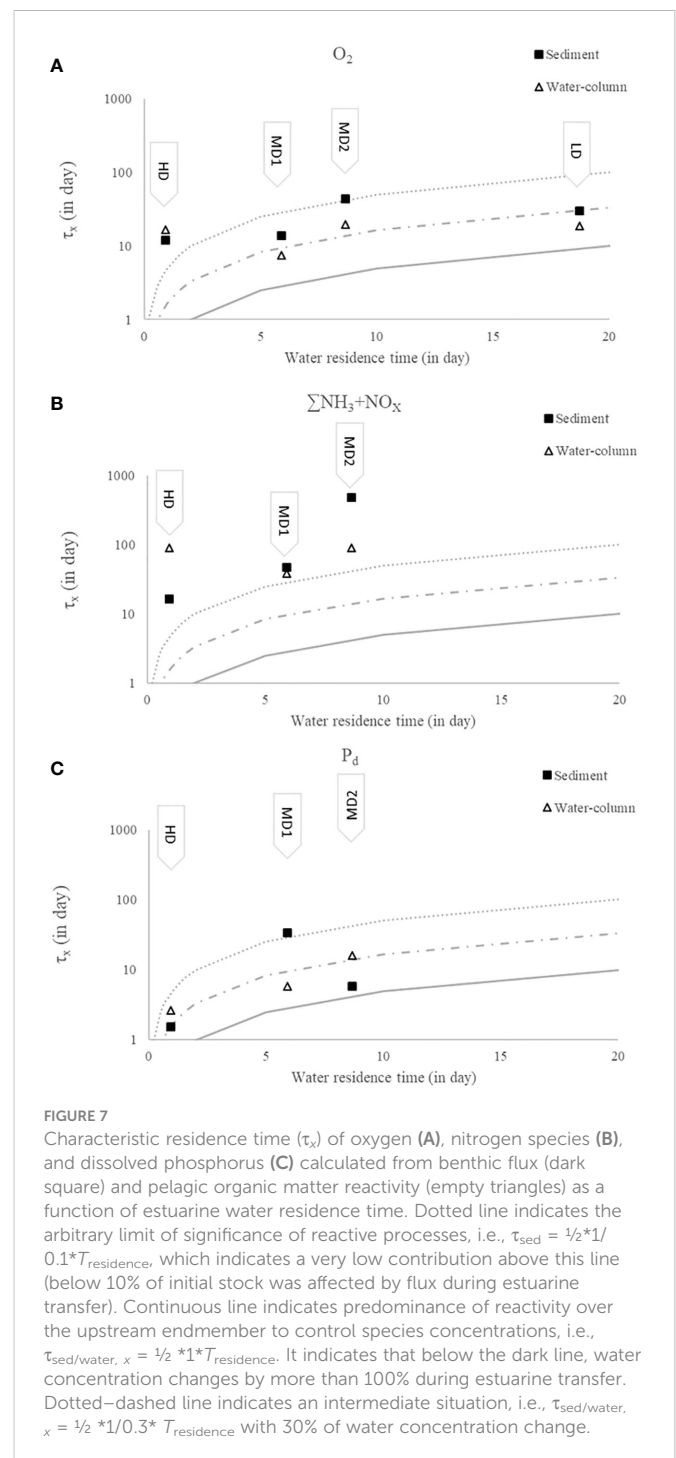 A
O2
Sediment
Water-column
1000
100
10
1
τx (in day)
HD
MD1
MD2
LD
0
5
10
15
20
Water residence time (in day)
B
∑NH3+NOX
Sediment
Water-column
1000
100
10
1
τx (in day)
HD
MD1
MD2
0
5
10
15
20
Water residence time (in day)
C
Pd
Sediment
Water-column
1000
100
10
1
τx (in day)
HD
MD1
MD2
0
5
10
15
20
Water residence time (in day)
FIGURE 7
Characteristic residence time (τx) of oxygen (A), nitrogen species (B),
and dissolved phosphorus (C) calculated from benthic flux (dark
square) and pelagic organic matter reactivity (empty triangles) as a
function of estuarine water residence time. Dotted line indicates the
arbitrary limit of significance of reactive processes, i.e., τsed = ½*1/
0.1*Tresidence, which indicates a very low contribution above this line
(below 10% of initial stock was affected by flux during estuarine
transfer). Continuous line indicates predominance of reactivity over
the upstream endmember to control species concentrations, i.e.,
τsed/water, x = ½ *1*Tresidence. It indicates that below the dark line, water
concentration changes by more than 100% during estuarine transfer.
Dotted–dashed line indicates an intermediate situation, i.e., τsed/water,
x = ½ *1/0.3* Tresidence with 30% of water concentration change.